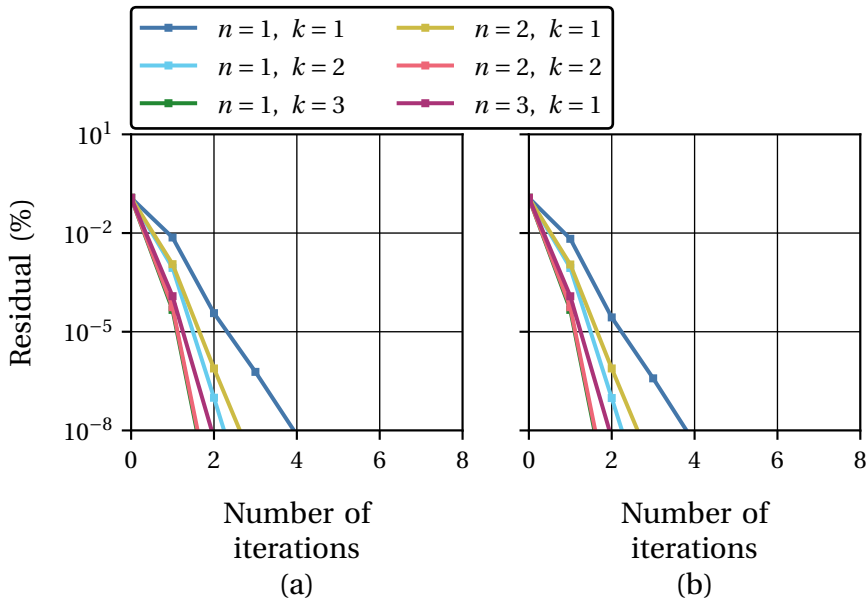 n = 1, k = 1
n = 2, k = 1
n = 1, k = 2
n = 2, k = 2
n = 1, k = 3
n = 3, k = 1
Residual (%)
10^1
10^−2
10^−5
10^−8
0 2 4 6 8
0 2 4 6 8
Number of
iterations
(a)
Number of
iterations
(b)